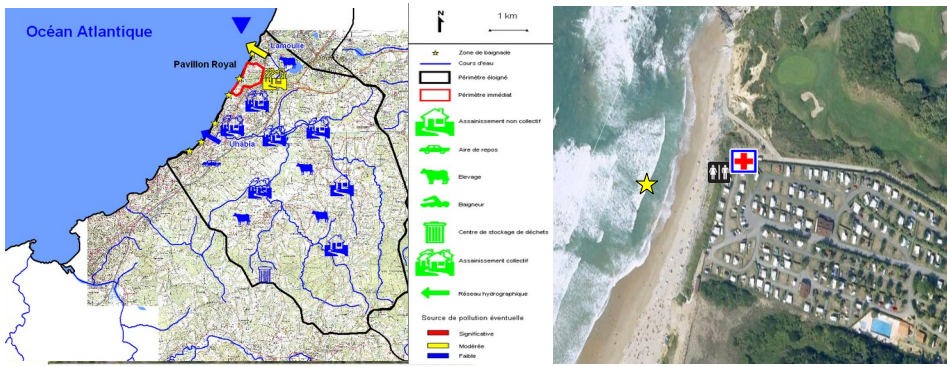 Océan Atlantique
Lamoulie
Pavillon Royal
Uhabia
N
1 km
Zone de baignade
Cours d'eau
Périmètre éloigné
Périmètre immédiat
Assainissement non collectif
Aire de repos
Elevage
Baigneur
Centre de stockage de déchets
Assainissement collectif
Réseau hydrographique
Source de pollution éventuelle
Significative
Modérée
Faible